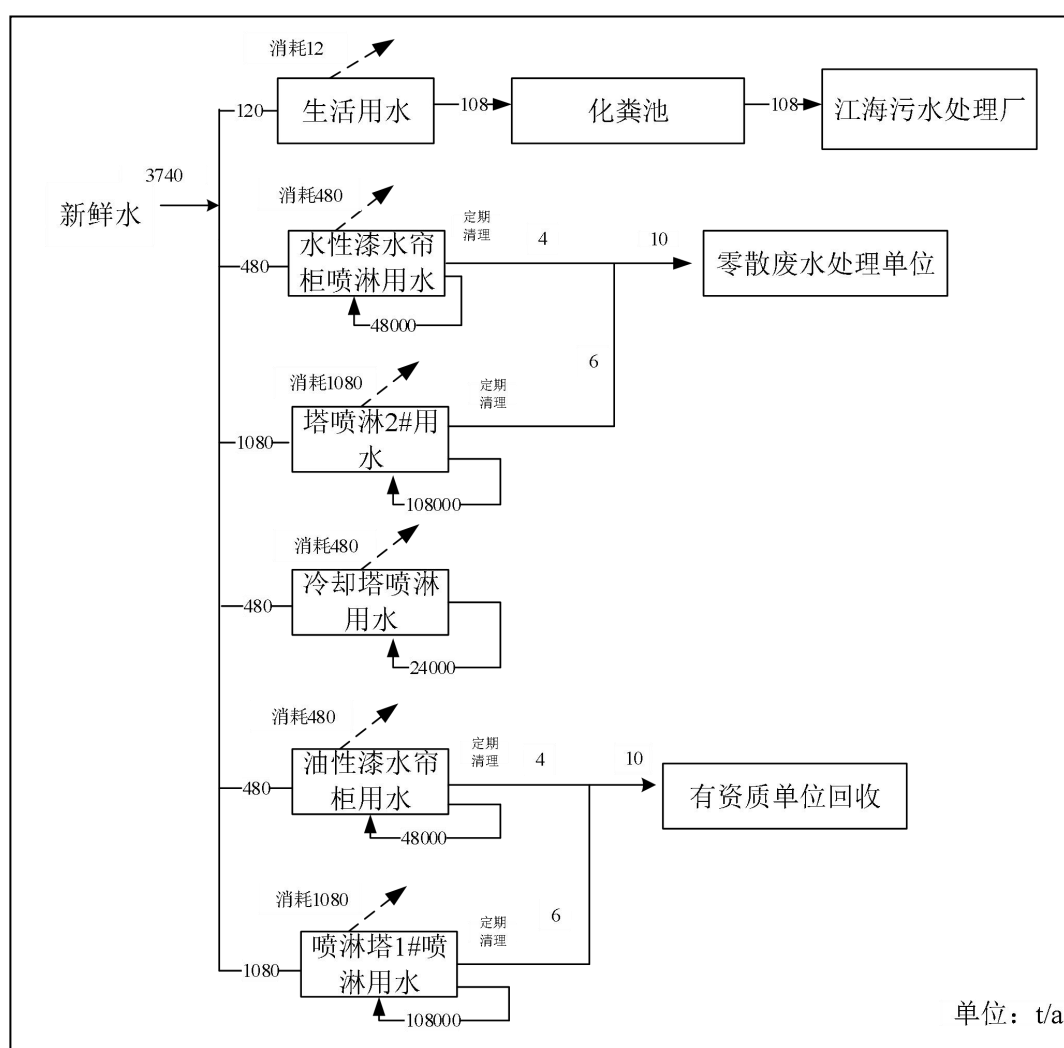 消耗12
120
生活用水
108
化粪池
108
江海污水处理厂
3740
新鲜水
消耗480
480
水性漆水帘
柜喷淋用水
48000
定期
清理
4
10
零散废水处理单位
消耗1080
1080
塔喷淋2#用
水
108000
定期
清理
6
消耗480
480
冷却塔喷淋
用水
24000
消耗480
480
油性漆水帘
柜用水
48000
定期
清理
4
10
有资质单位回收
消耗1080
1080
喷淋塔1#喷
淋用水
108000
定期
清理
6
单位：t/a